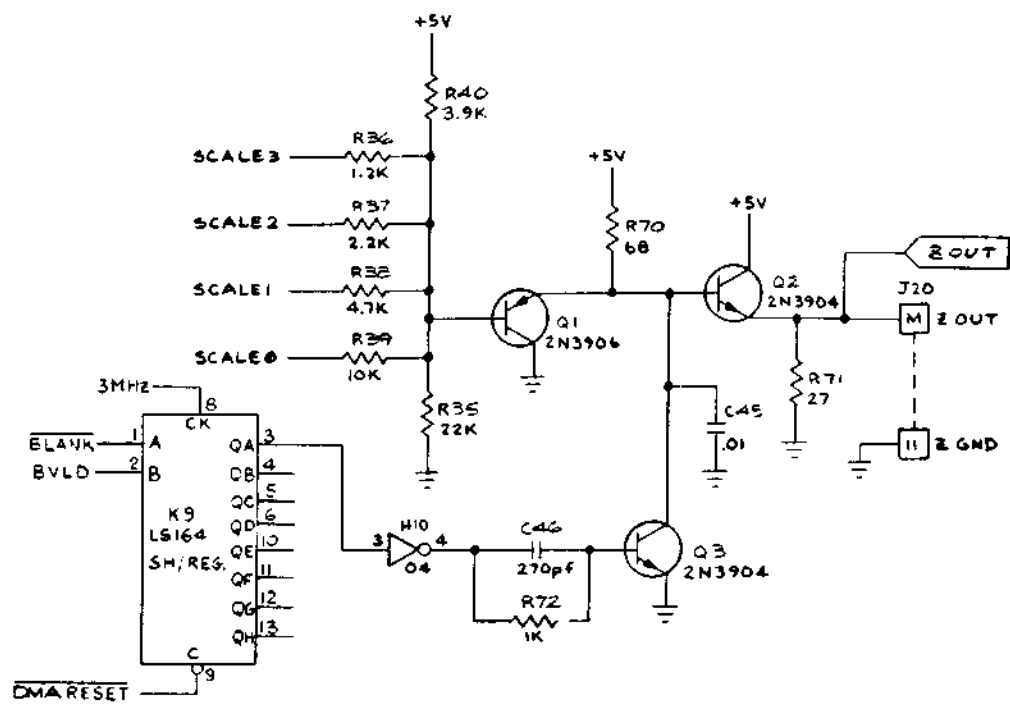 +5V
R40
3.9K
SCALE3
R36
1.2K
SCALE2
R37
2.2K
SCALE1
R38
4.7K
SCALE0
R39
10K
R35
22K
+5V
R70
68
+5V
Q1
2N3906
Q2
2N3904
Z OUT
J20
M
Z OUT
R71
27
C45
.01
Z GND
3MHz
8
CK
BLANK
1
A
QA
3
BVLD
2
B
QB
4
QC
5
QD
6
K9
LS164
SH/REG.
QE
10
QF
11
QG
12
QH
13
C
9
DMA RESET
3
H10
4
04
C46
270pf
R72
1K
Q3
2N3904